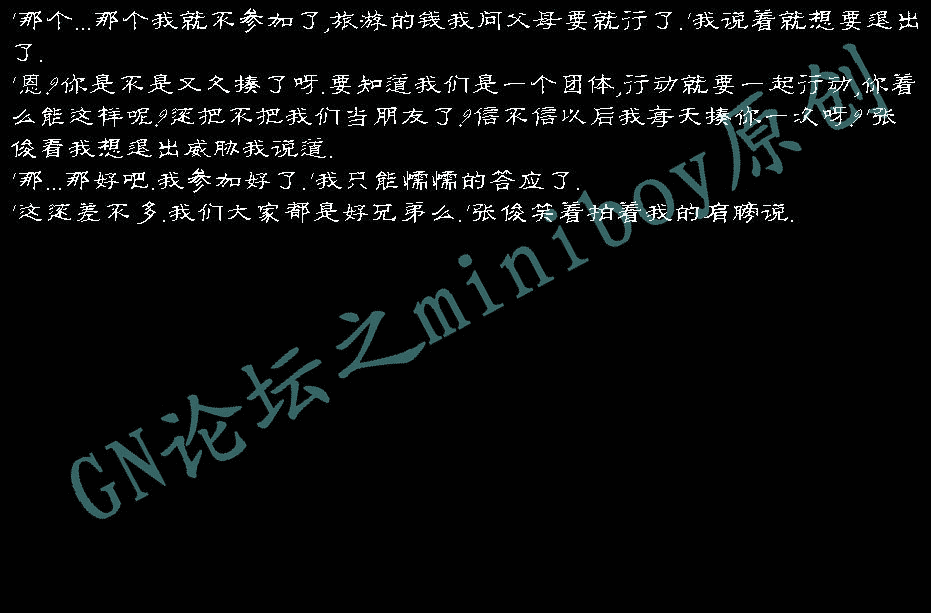 '那个...那个我就不参加了,旅游的钱我问父母要就行了.'我说着就想要退出
了.
'恩?你是不是又欠揍了呀.要知道我们是一个团体,行动就要一起行动,你着
么能这样呢?还把不把我们当朋友了?信不信以后我每天揍你一次呀?'张
俊看我想退出威胁我说道.
'那...那好吧.我参加好了.'我只能懦懦的答应了.
'这还差不多.我们大家都是好兄弟么.'张俊笑着拍着我的肩膀说.
GN论坛之miniboy原创